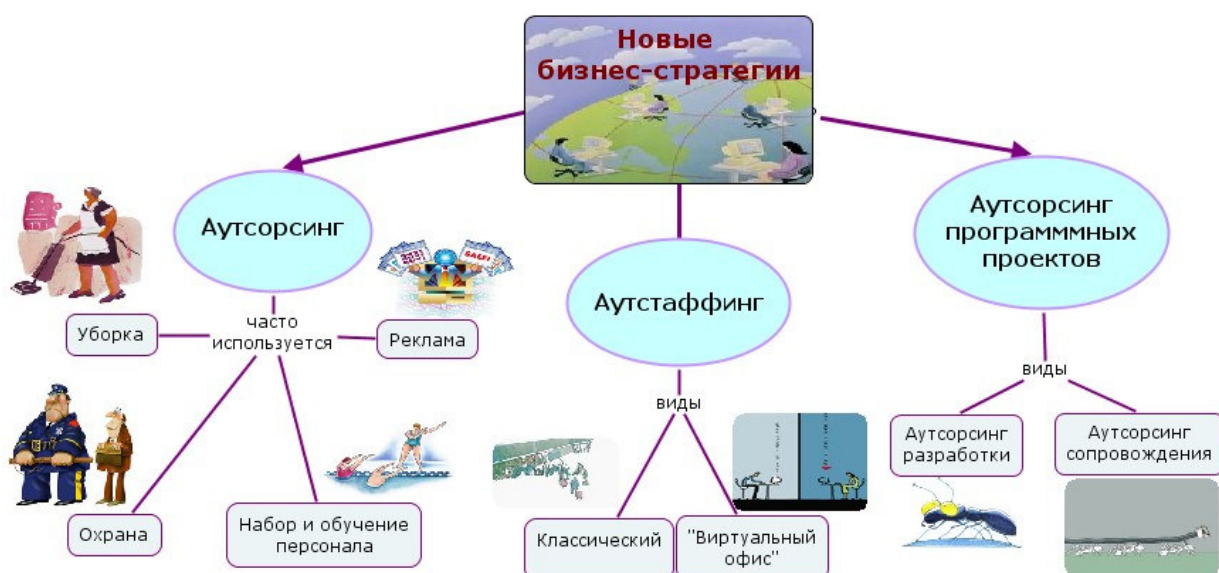 Новые
бизнес-стратегии
Аутсорсинг
часто
используется
Уборка
Реклама
SALE!
Охрана
Набор и обучение
персонала
Аутстаффинг
виды
Классический
"Виртуальный
офис"
Аутсорсинг
программмных
проектов
виды
Аутсорсинг
разработки
Аутсорсинг
сопровождения